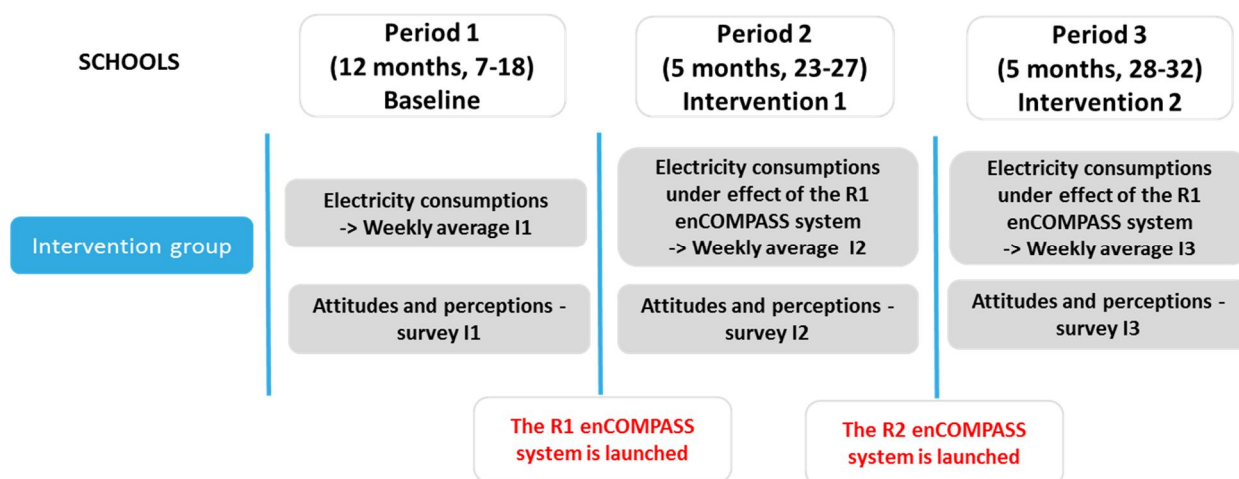 SCHOOLS
Period 1
(12 months, 7-18)
Baseline
Period 2
(5 months, 23-27)
Intervention 1
Period 3
(5 months, 28-32)
Intervention 2
Intervention group
Electricity consumptions
-> Weekly average I1
Electricity consumptions
under effect of the R1
enCOMPASS system
-> Weekly average I2
Electricity consumptions
under effect of the R1
enCOMPASS system
-> Weekly average I3
Attitudes and perceptions -
survey I1
Attitudes and perceptions -
survey I2
Attitudes and perceptions -
survey I3
The R1 enCOMPASS
system is launched
The R2 enCOMPASS
system is launched